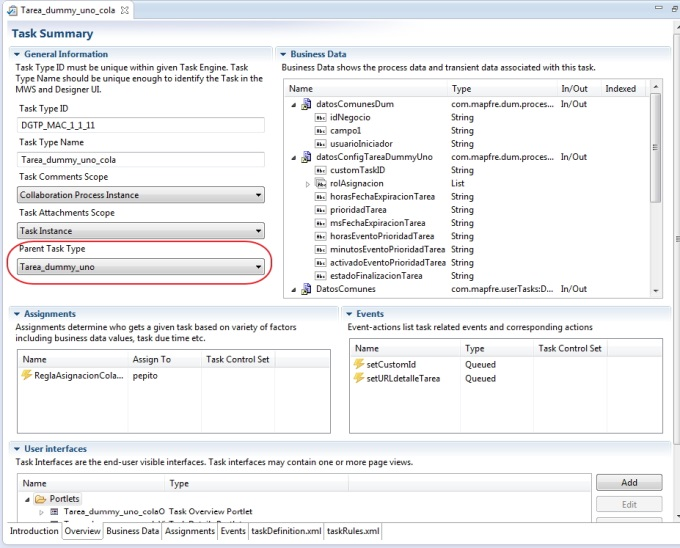 Tarea_dummy_uno_cola
Task Summary
General Information
Task Type ID must be unique within given Task Engine. Task
Type Name should be unique enough to identify the Task in the
MWS and Designer UI.
Task Type ID
DGTP_MAC_1_1_11
Task Type Name
Tarea_dummy_uno_cola
Task Comments Scope
Collaboration Process Instance
Task Attachments Scope
Task Instance
Parent Task Type
Tarea_dummy_uno
Business Data
Business Data shows the process data and transient data associated with this task.
Name Type In/Out Indexed
datosComunesDum com.mapfre.dum.proces... In/Out
idNegocio String
campo1 String
usuarioIniciador String
datosConfigTareaDummyUno com.mapfre.dum.proces... In/Out
customTaskID String
rolAsignacion List
horasFechaExpiracionTarea String
prioridadTarea String
msFechaExpiracionTarea String
horasEventoPrioridadTarea String
minutosEventoPrioridadTarea String
activadoEventoPrioridadTarea String
estadoFinalizacionTarea String
DatosComunes com.mapfre.userTasks:D... In/Out
Assignments
Assignments determine who gets a given task based on variety of factors
including business data values, task due time etc.
Name Assign To Task Control Set
ReglaAsignacionCola... pepito
Events
Event-actions list task related events and corresponding actions
Name Type Task Control Set
setCustomId Queued
setURLdetalleTarea Queued
User interfaces
Task Interfaces are the end-user visible interfaces. Task interfaces may contain one or more page views.
Name Type
Portlets
Tarea_dummy_uno_colaO Task Overview Portlet
Add
Edit
Introduction Overview Business Data Assignments Events taskDefinition.xml taskRules.xml